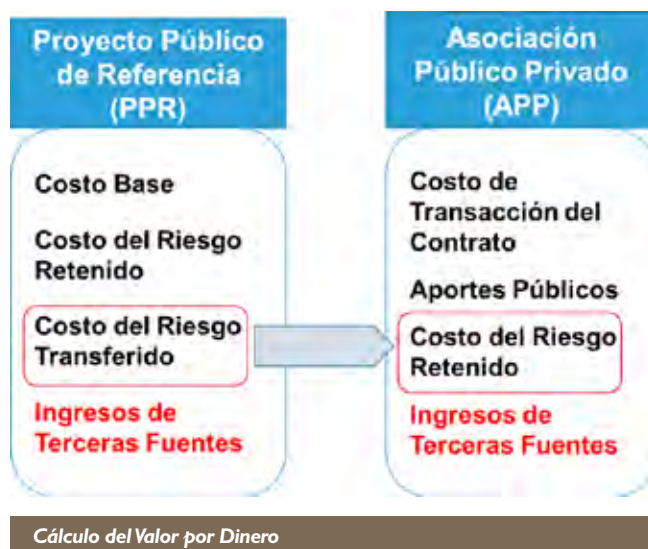 Proyecto Público
de Referencia
(PPR)
Costo Base
Costo del Riesgo
Retenido
Costo del Riesgo
Transferido
Ingresos de
Terceras Fuentes
Asociación
Público Privado
(APP)
Costo de
Transacción del
Contrato
Aportes Públicos
Costo del Riesgo
Retenido
Ingresos de
Terceras Fuentes
Cálculo del Valor por Dinero